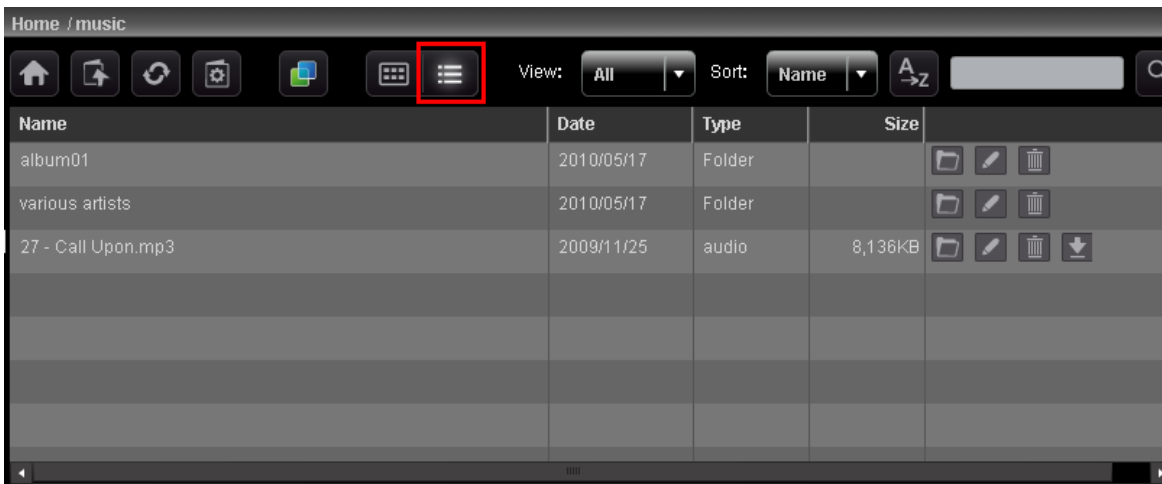 Home / music
View: All Sort: Name A→Z
Name Date Type Size
album01 2010/05/17 Folder
various artists 2010/05/17 Folder
27 - Call Upon.mp3 2009/11/25 audio 8,136KB